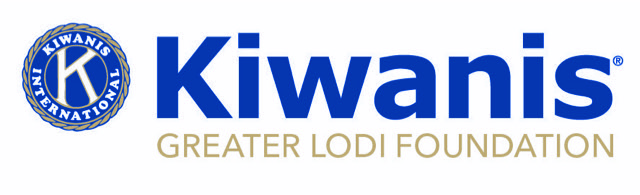 KIWANIS
K
INTERNATIONAL
Kiwanis®
GREATER LODI FOUNDATION